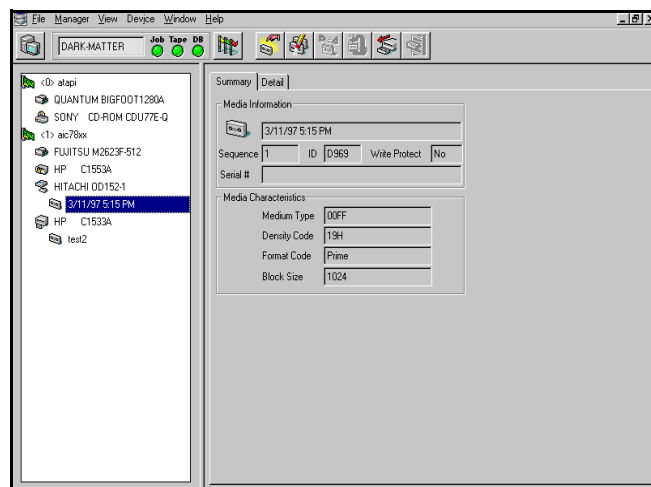 File Manager View Device Window Help
DARK-MATTER Job Tape DB
<0> atapi
QUANTUM BIGFOOT1280A
SONY CD-ROM CDU77E-Q
<1> aic78xx
FUJITSU M2623F-512
HP C1553A
HITACHI OD152-1
3/11/97 5:15 PM
HP C1533A
test2
Summary Detail
Media Information
3/11/97 5:15 PM
Sequence 1 ID D969 Write Protect No
Serial #
Media Characteristics
Medium Type 00FF
Density Code 19H
Format Code Prime
Block Size 1024